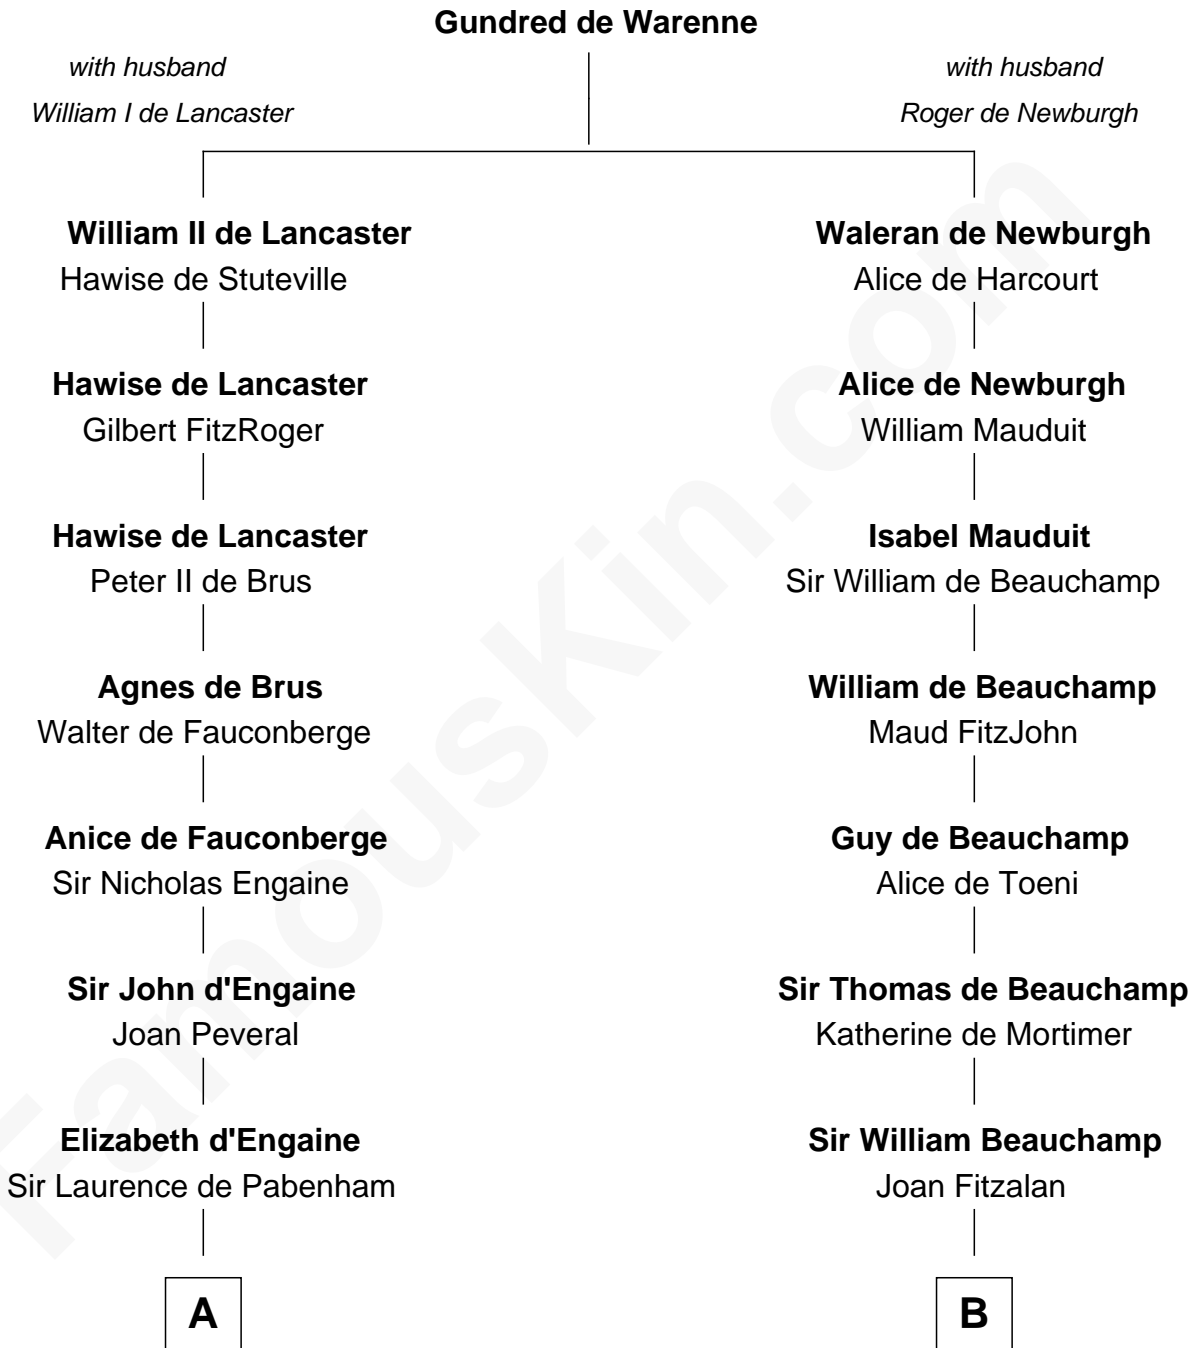 Gundred de Warenne
with husband
William I de Lancaster
with husband
Roger de Newburgh
William II de Lancaster
Hawise de Stuteville
Waleran de Newburgh
Alice de Harcourt
Hawise de Lancaster
Gilbert FitzRoger
Alice de Newburgh
William Mauduit
Hawise de Lancaster
Peter II de Brus
Isabel Mauduit
Sir William de Beauchamp
Agnes de Brus
Walter de Fauconberge
William de Beauchamp
Maud FitzJohn
Anice de Fauconberge
Sir Nicholas Engaine
Guy de Beauchamp
Alice de Toeni
Sir John d'Engaine
Joan Peveral
Sir Thomas de Beauchamp
Katherine de Mortimer
Elizabeth d'Engaine
Sir Laurence de Pabenham
Sir William Beauchamp
Joan Fitzalan
A
B
FamousKin.com